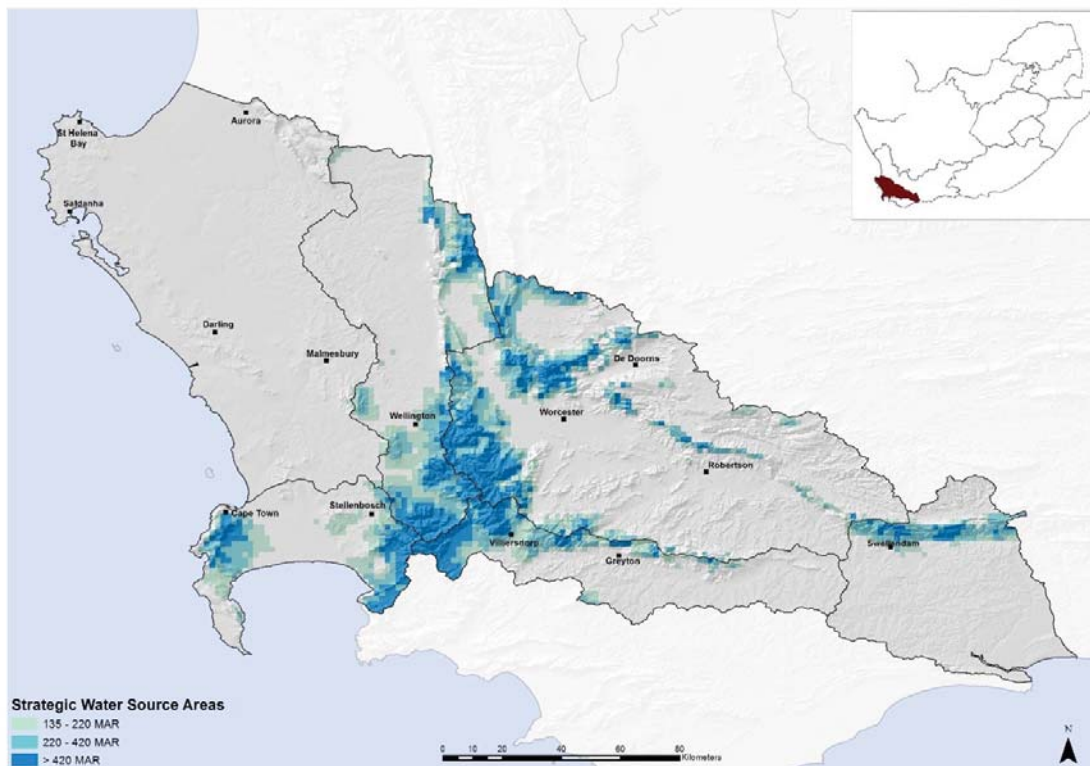 Aurora
St Helena
Bay
Saldanha
Darling
Malmesbury
De Doorns
Wellington
Worcester
Robertson
Cape Town
Stellenbosch
Villiersdorp
Swellendam
Greyton
Strategic Water Source Areas
135 - 220 MAR
220 - 420 MAR
> 420 MAR
0 10 20 40 60 80
Kilometers
N